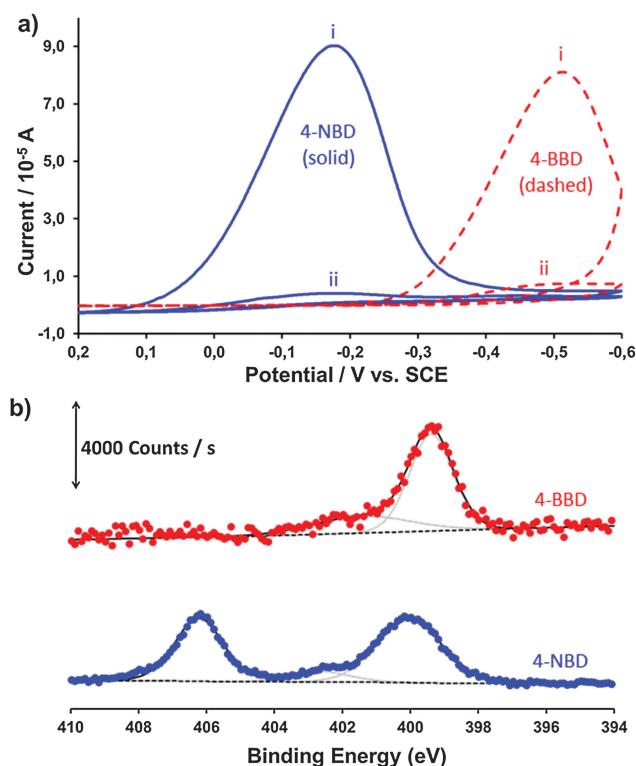 a)
Current / 10⁻⁵ A
9,0
7,0
5,0
3,0
1,0
-1,0
i
4-NBD
(solid)
ii
i
4-BBD
(dashed)
ii
0,2 0,1 0,0 -0,1 -0,2 -0,3 -0,4 -0,5 -0,6
Potential / V vs. SCE
b)
4000 Counts / s
4-BBD
4-NBD
410 408 406 404 402 400 398 396 394
Binding Energy (eV)